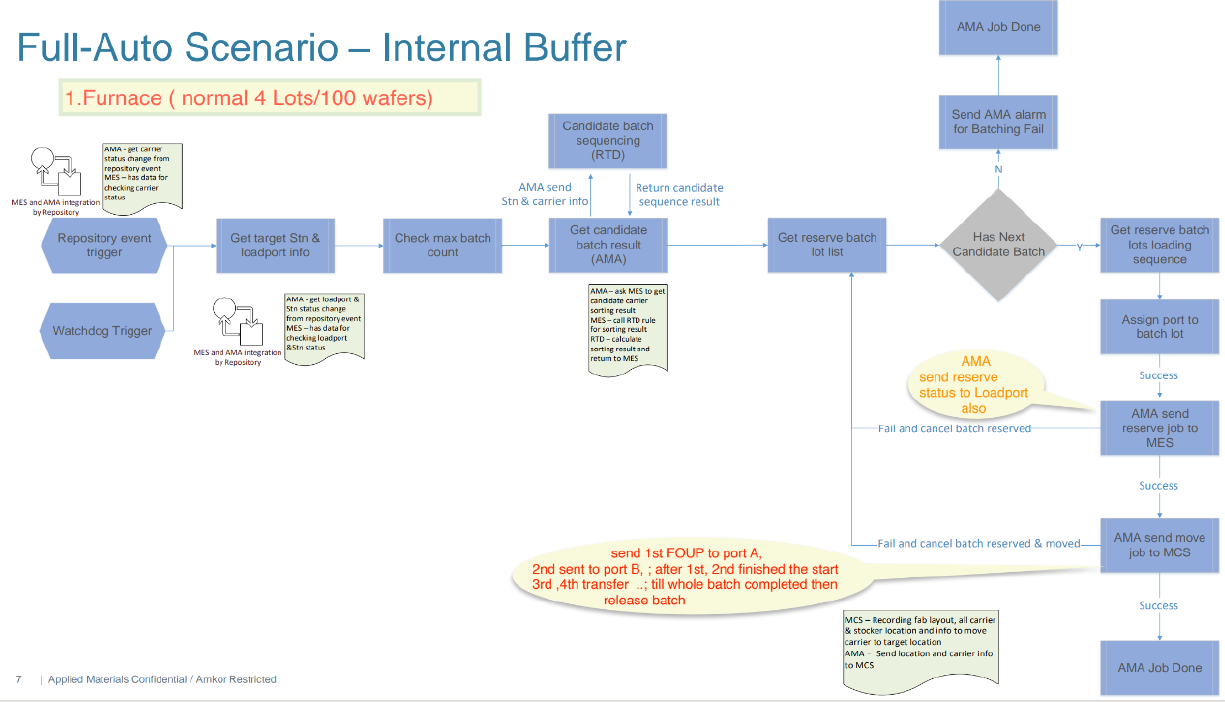 Full-Auto Scenario – Internal Buffer
1.Furnace ( normal 4 Lots/100 wafers)
AMA - get carrier
status change from
repository event
MES – has data for
checking carrier
status
MES and AMA integration
by Repository
Repository event
trigger
Watchdog Trigger
Get target Stn &
loadport info
AMA - get loadport &
Stn status change
from repository event
MES – has data for
checking loadport
&Stn status
MES and AMA integration
by Repository
Check max batch
count
Candidate batch
sequencing
(RTD)
AMA send
Stn & carrier info
Return candidate
sequence result
Get candidate
batch result
(AMA)
AMA – ask MES to get
candidate carrier
sorting result
MES – call RTD rule
for sorting result
RTD – calculate
sorting result and
return to MES
Get reserve batch
lot list
Has Next
Candidate Batch
N
Send AMA alarm
for Batching Fail
AMA Job Done
Y
Get reserve batch
lots loading
sequence
Assign port to
batch lot
Success
AMA
send reserve
status to Loadport
also
AMA send
reserve job to
MES
Fail and cancel batch reserved
Success
AMA send move
job to MCS
Fail and cancel batch reserved & moved
send 1st FOUP to port A,
2nd sent to port B, ; after 1st, 2nd finished the start
3rd ,4th transfer ..; till whole batch completed then
release batch
Success
MCS – Recording fab layout, all carrier
& stocker location and info to move
carrier to target location
AMA – Send location and carrier info
to MCS
AMA Job Done
7 | Applied Materials Confidential / Amkor Restricted